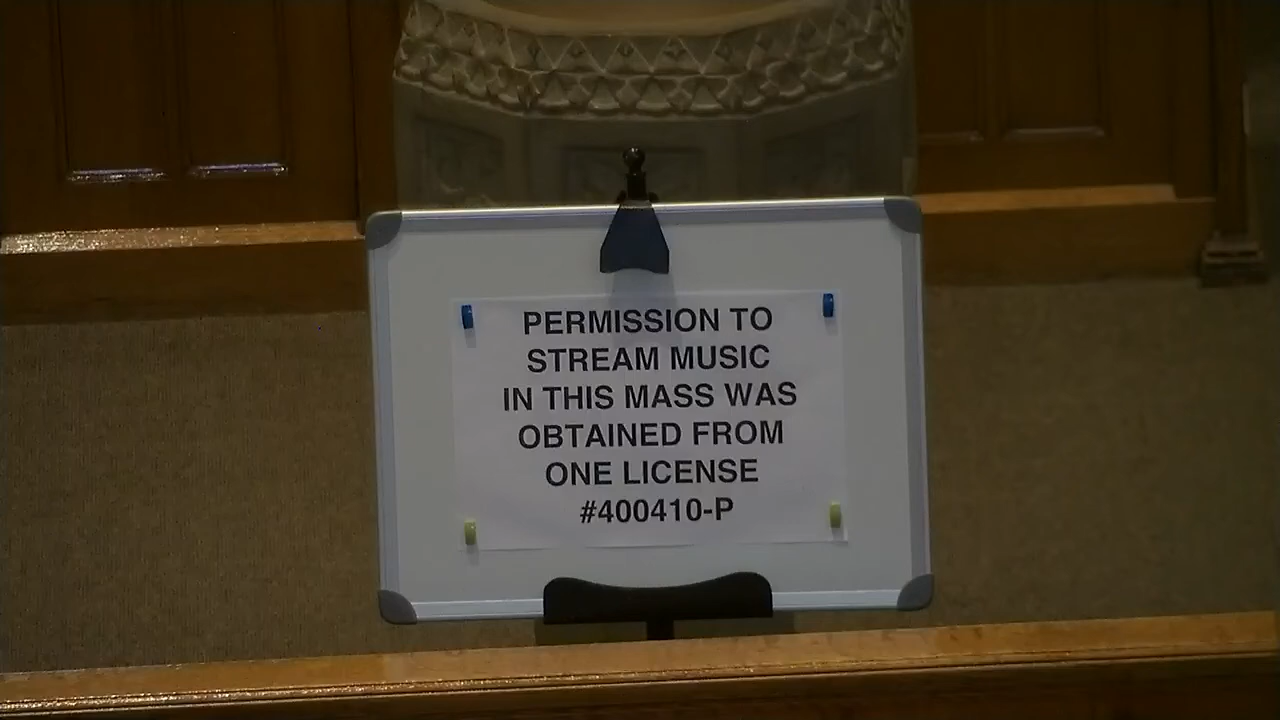 PERMISSION TO
STREAM MUSIC
IN THIS MASS WAS
OBTAINED FROM
ONE LICENSE
#400410-P